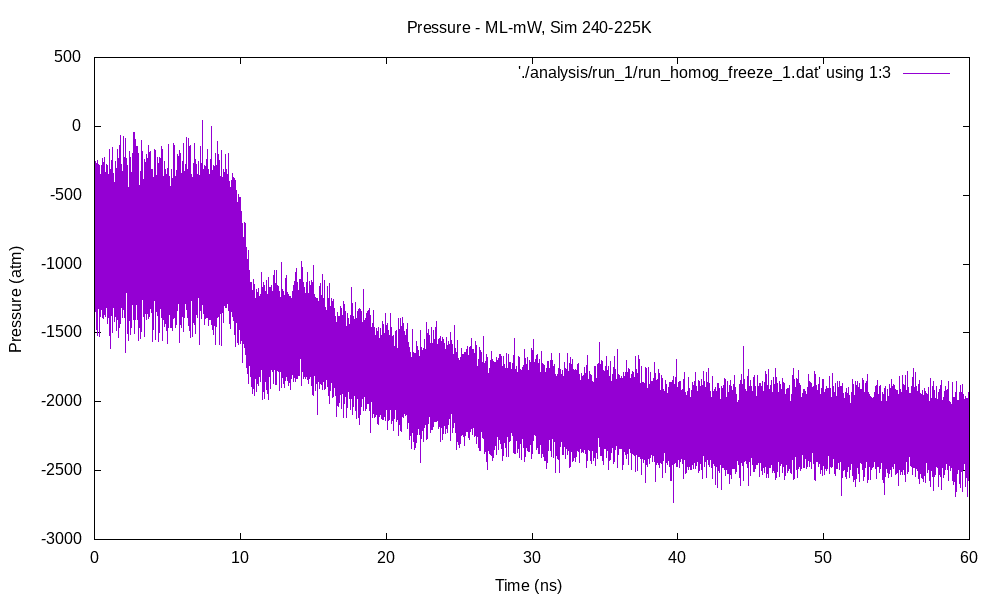 Pressure - ML-mW, Sim 240-225K
'./analysis/run_1/run_homog_freeze_1.dat' using 1:3
500
0
-500
-1000
-1500
-2000
-2500
-3000
Pressure (atm)
0 10 20 30 40 50 60
Time (ns)